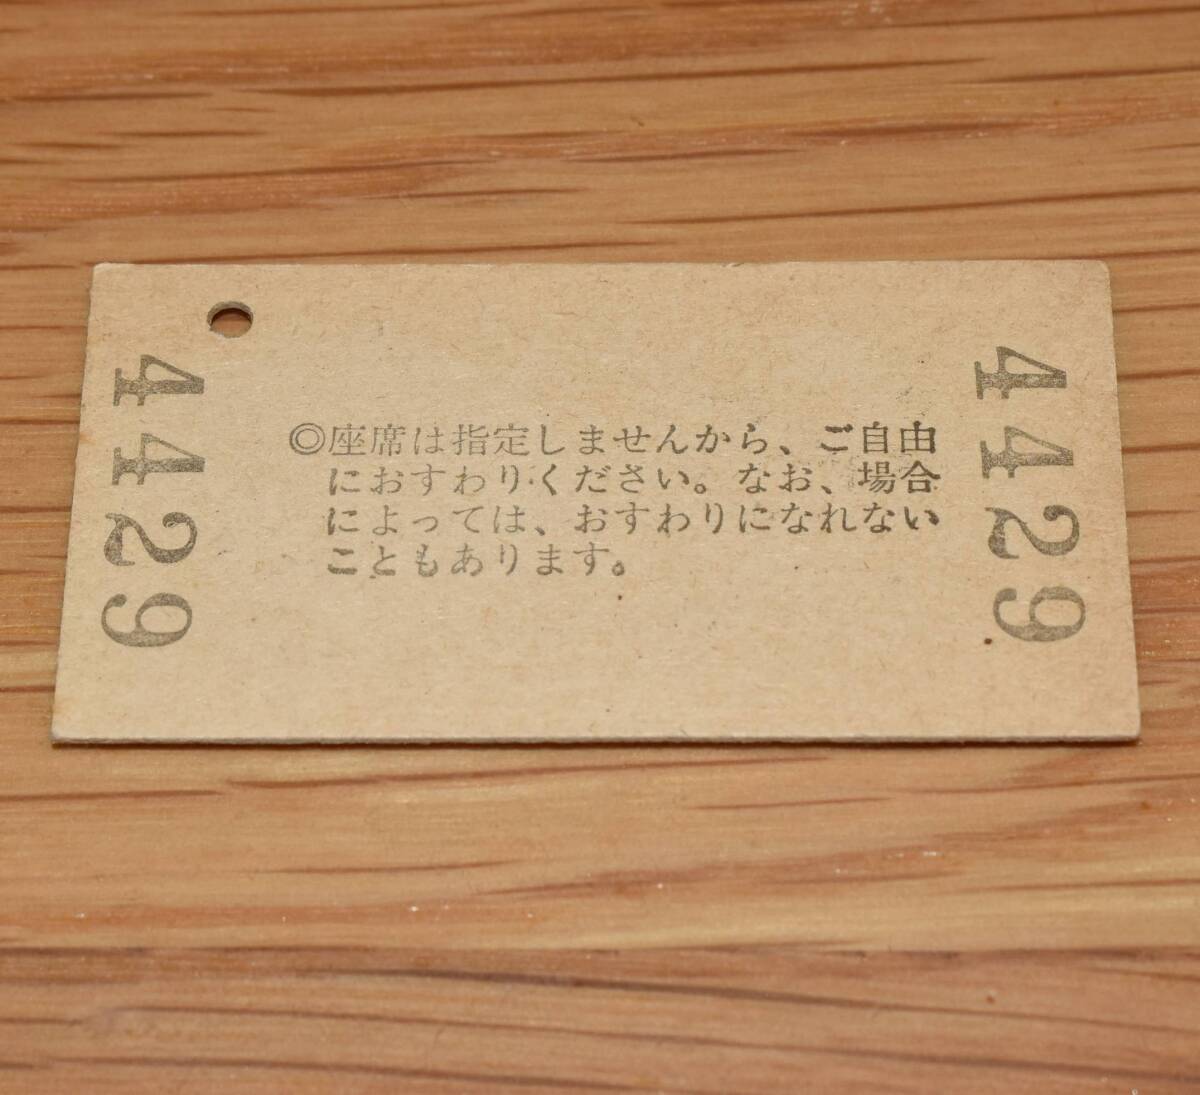 4429
◎座席は指定しませんから、ご自由
におすわりください。なお、場合
によっては、おすわりになれない
こともあります。
4429